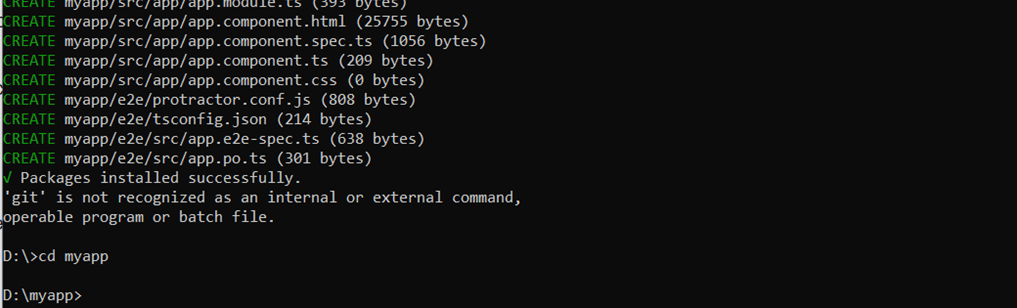 CREATE myapp/src/app/app.module.ts (393 bytes)
CREATE myapp/src/app/app.component.html (25755 bytes)
CREATE myapp/src/app/app.component.spec.ts (1056 bytes)
CREATE myapp/src/app/app.component.ts (209 bytes)
CREATE myapp/src/app/app.component.css (0 bytes)
CREATE myapp/e2e/protractor.conf.js (808 bytes)
CREATE myapp/e2e/tsconfig.json (214 bytes)
CREATE myapp/e2e/src/app.e2e-spec.ts (638 bytes)
CREATE myapp/e2e/src/app.po.ts (301 bytes)
√ Packages installed successfully.
'git' is not recognized as an internal or external command,
operable program or batch file.
D:\>cd myapp
D:\myapp>